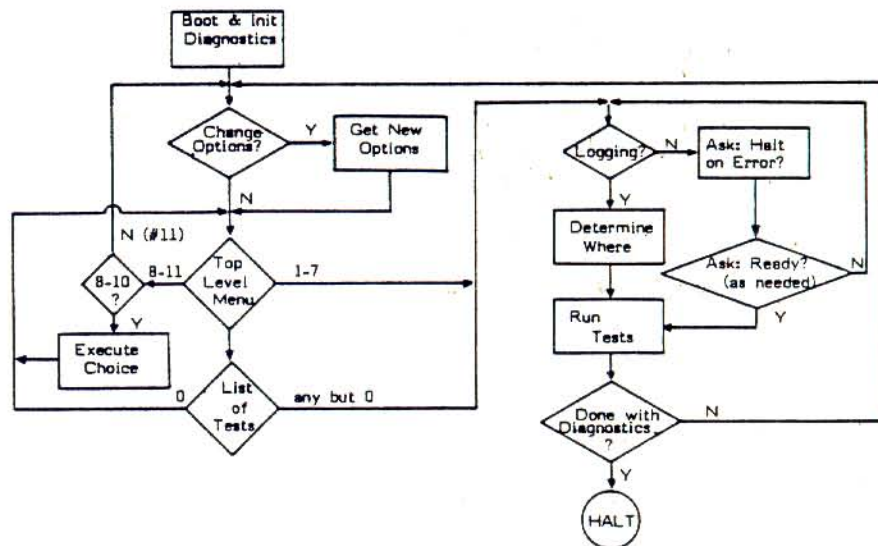 Boot & Init
Diagnostics
Change
Options?
Y
Get New
Options
N
N (#11)
8-10
?
8-11
Top
Level
Menu
1-7
Y
Execute
Choice
0
List
of
Tests
any but 0
Logging?
N
Ask: Halt
on Error?
Y
Determine
Where
Ask: Ready?
(as needed)
N
Y
Run
Tests
Done with
Diagnostics
?
N
Y
HALT